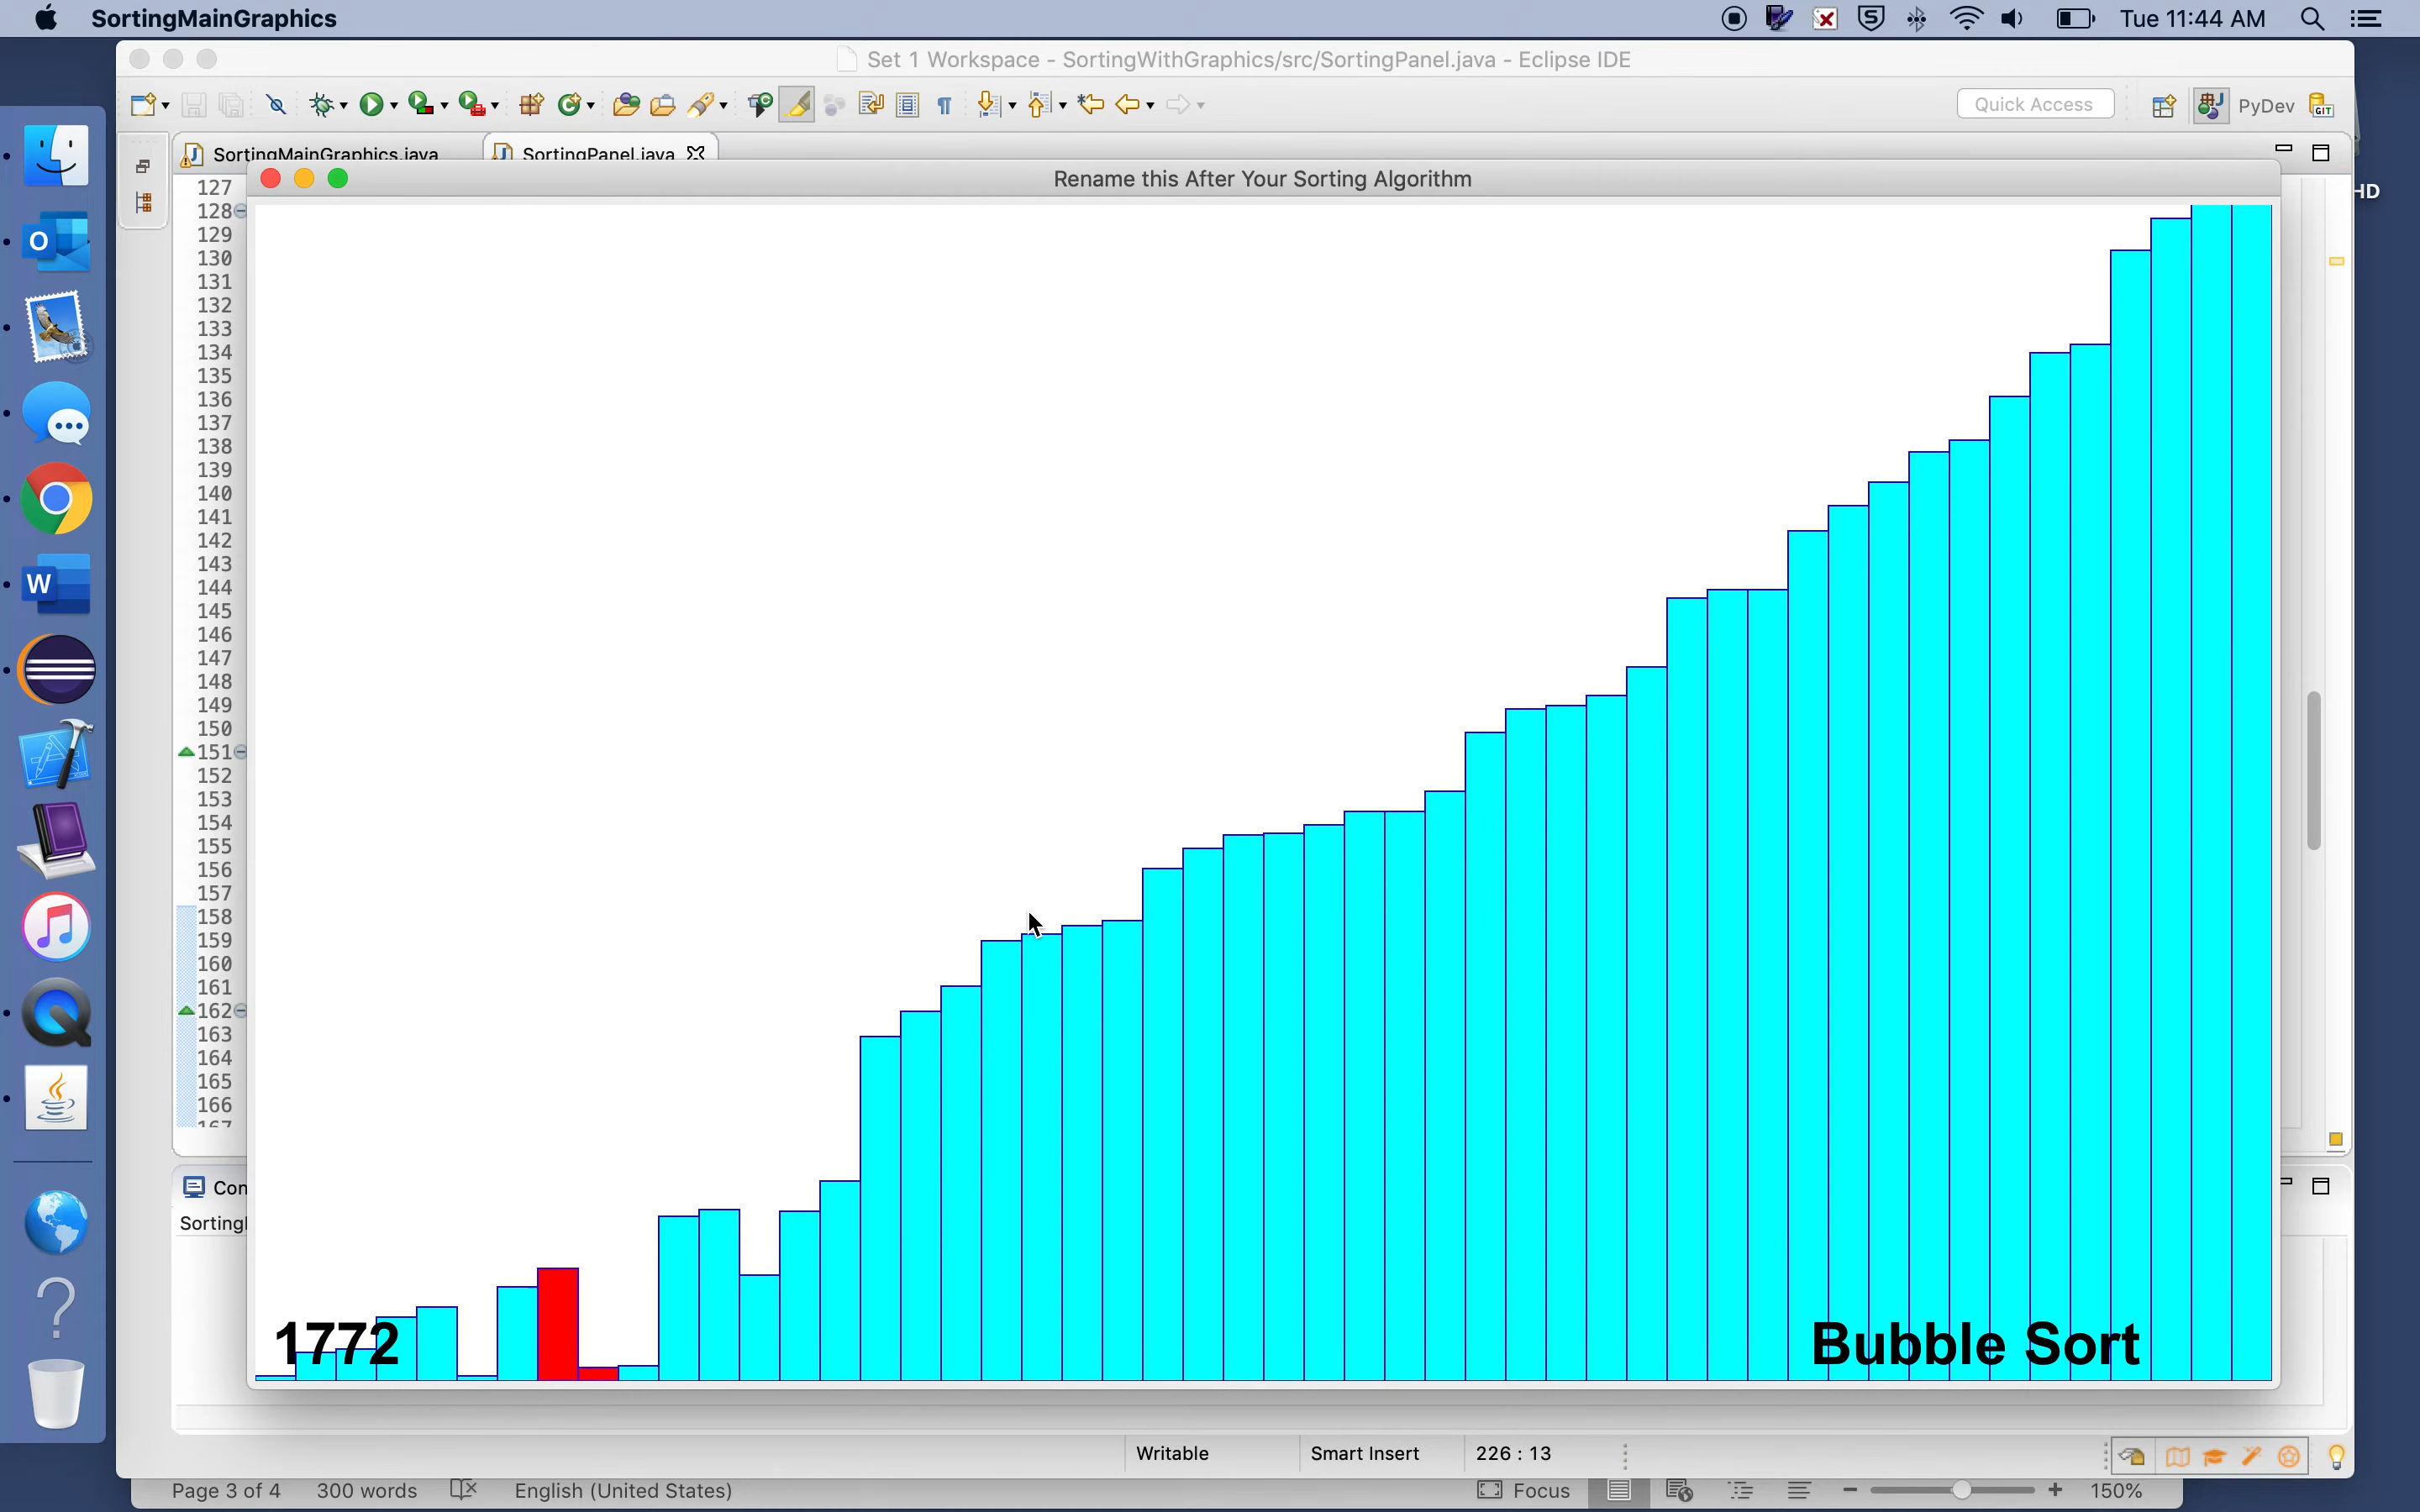 SortingMainGraphics
Tue 11:44 AM
Set 1 Workspace - SortingWithGraphics/src/SortingPanel.java - Eclipse IDE
Quick Access
PyDev
SortingMainGraphics.java
SortingPanel.java
HD
Rename this After Your Sorting Algorithm
127
128
129
130
131
132
133
134
135
136
137
138
139
140
141
142
143
144
145
146
147
148
149
150
151
152
153
154
155
156
157
158
159
160
161
162
163
164
165
166
167
Con
Sorting
1772
Bubble Sort
Writable
Smart Insert
226 : 13
Page 3 of 4
300 words
English (United States)
Focus
150%